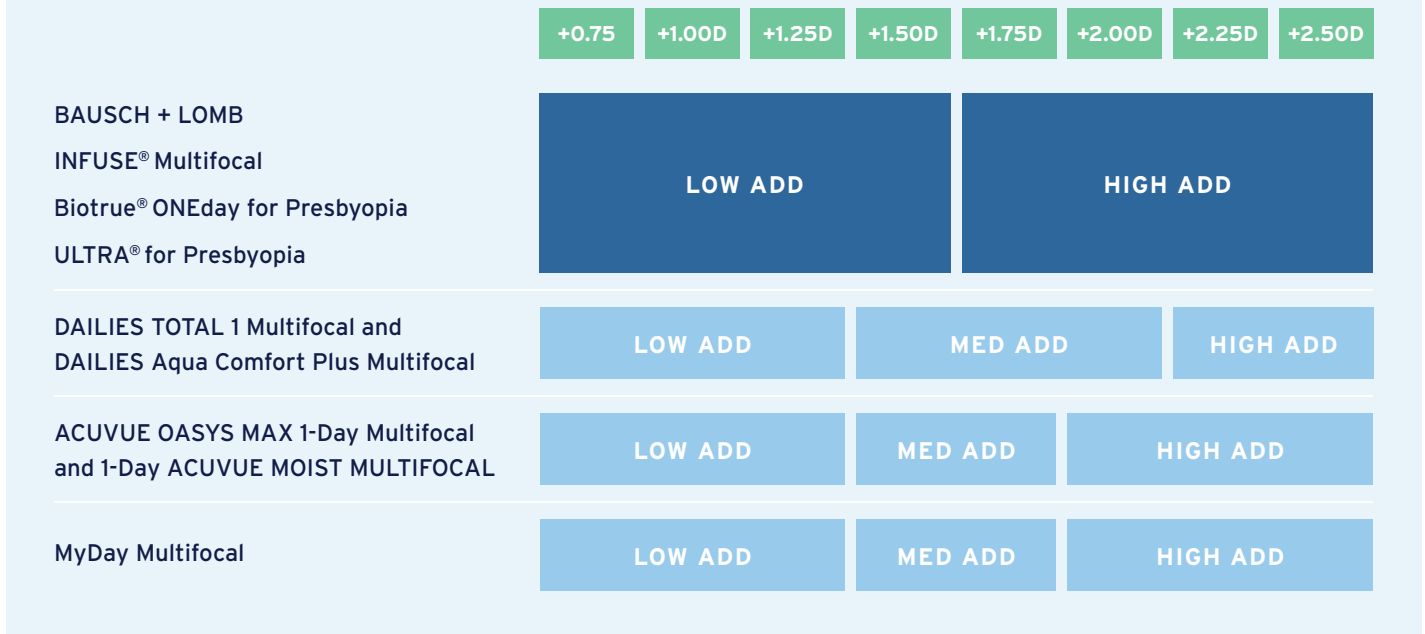 +0.75 +1.00D +1.25D +1.50D +1.75D +2.00D +2.25D +2.50D
BAUSCH + LOMB
INFUSE® Multifocal
Biotrue® ONEday for Presbyopia
ULTRA® for Presbyopia
LOW ADD HIGH ADD
DAILIES TOTAL 1 Multifocal and
DAILIES Aqua Comfort Plus Multifocal
LOW ADD MED ADD HIGH ADD
ACUVUE OASYS MAX 1-Day Multifocal
and 1-Day ACUVUE MOIST MULTIFOCAL
LOW ADD MED ADD HIGH ADD
MyDay Multifocal
LOW ADD MED ADD HIGH ADD